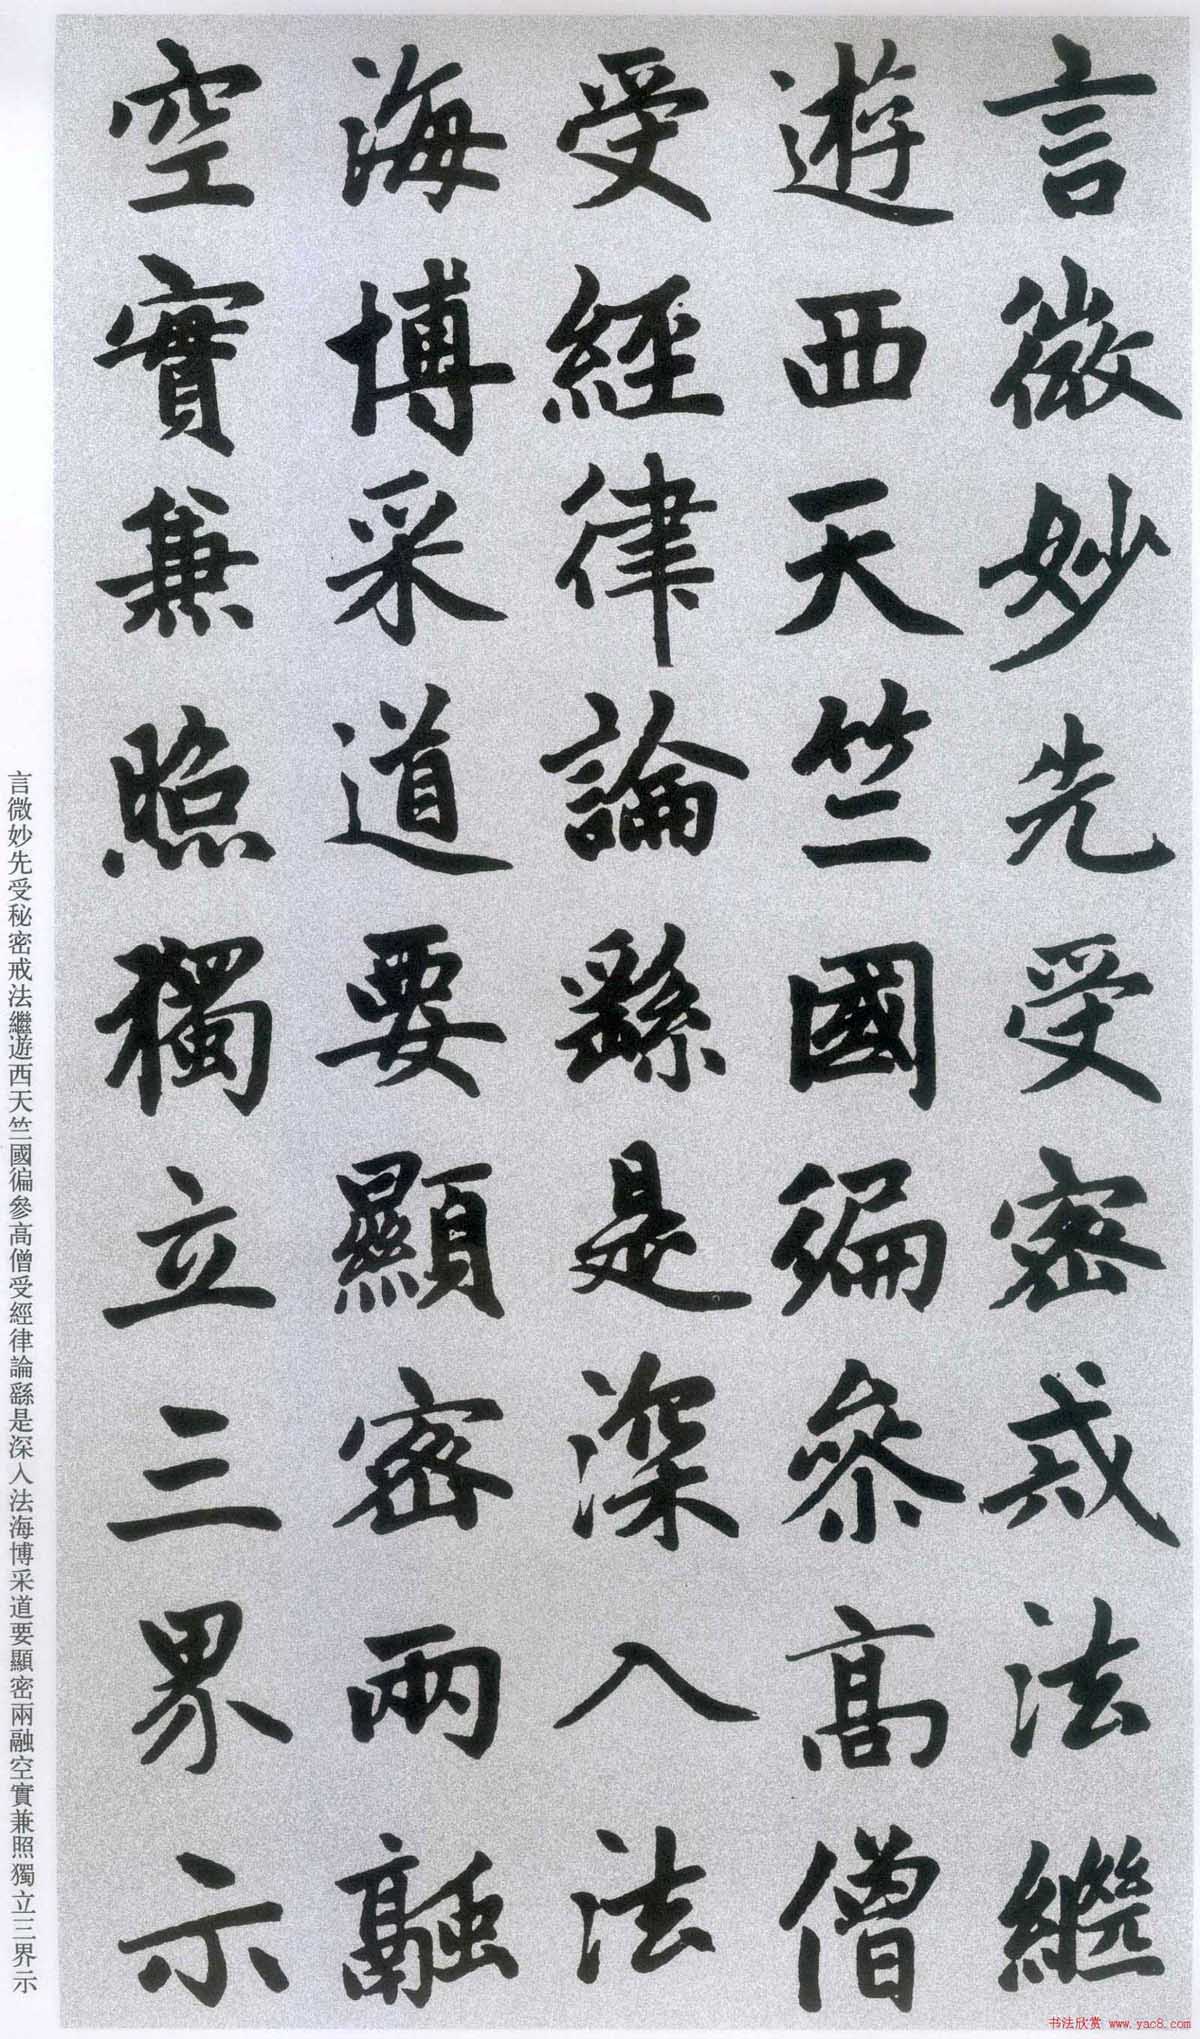 言微妙先受密戒法繼
遊西天竺國徧參高僧
受經律論繇是深入法
海博采道要顯密兩融
空實兼照獨立三界示
言微妙先受秘密戒法繼遊西天竺國徧參高僧受經律論繇是深入法海博采道要顯密兩融空實兼照獨立三界示
书法欣赏 www.yac8.com